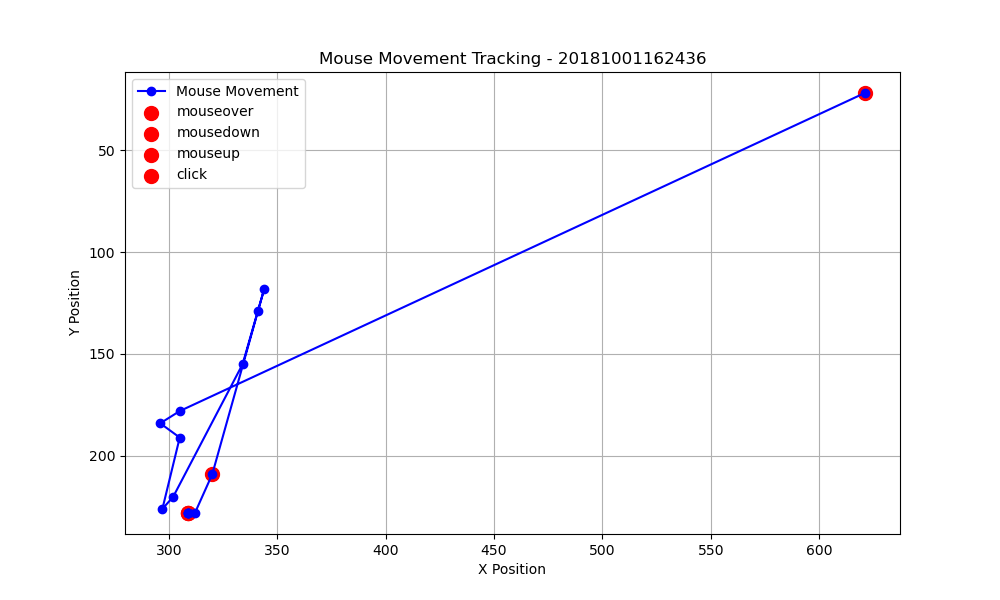 Mouse Movement Tracking - 20181001162436
Mouse Movement
mouseover
mousedown
mouseup
click
50
100
150
200
Y Position
300 350 400 450 500 550 600
X Position